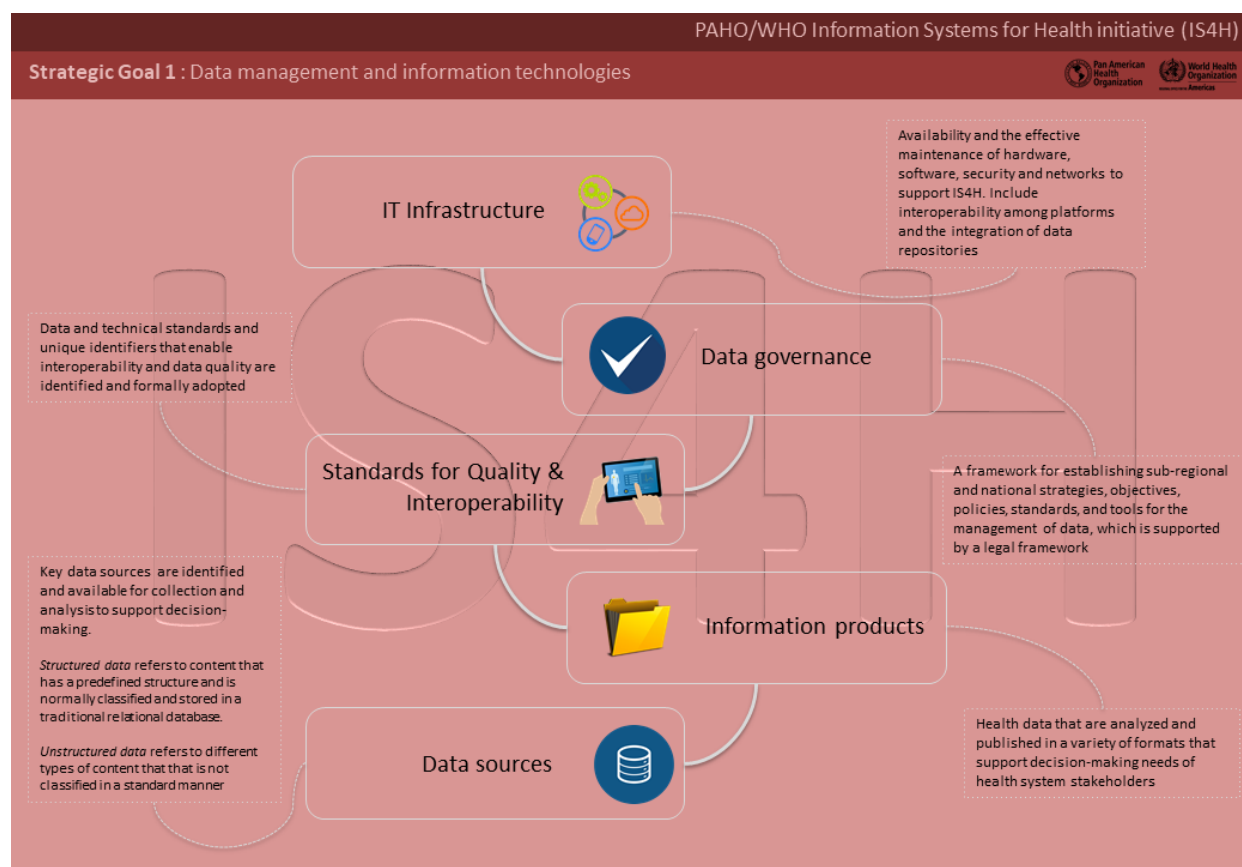 PAHO/WHO Information Systems for Health initiative (IS4H)
Strategic Goal 1 : Data management and information technologies
Pan American
Health
Organization
World Health
Organization
Americas
IS4H
IT Infrastructure
Availability and the effective
maintenance of hardware,
software, security and networks to
support IS4H. Include
interoperability among platforms
and the integration of data
repositories
Data governance
A framework for establishing sub-regional
and national strategies, objectives,
policies, standards, and tools for the
management of data, which is supported
by a legal framework
Data and technical standards and
unique identifiers that enable
interoperability and data quality are
identified and formally adopted
Standards for Quality &
Interoperability
Information products
Health data that are analyzed and
published in a variety of formats that
support decision-making needs of
health system stakeholders
Key data sources are identified
and available for collection and
analysis to support decision-
making.
Structured data refers to content that
has a predefined structure and is
normally classified and stored in a
traditional relational database.
Unstructured data refers to different
types of content that that is not
classified in a standard manner
Data sources